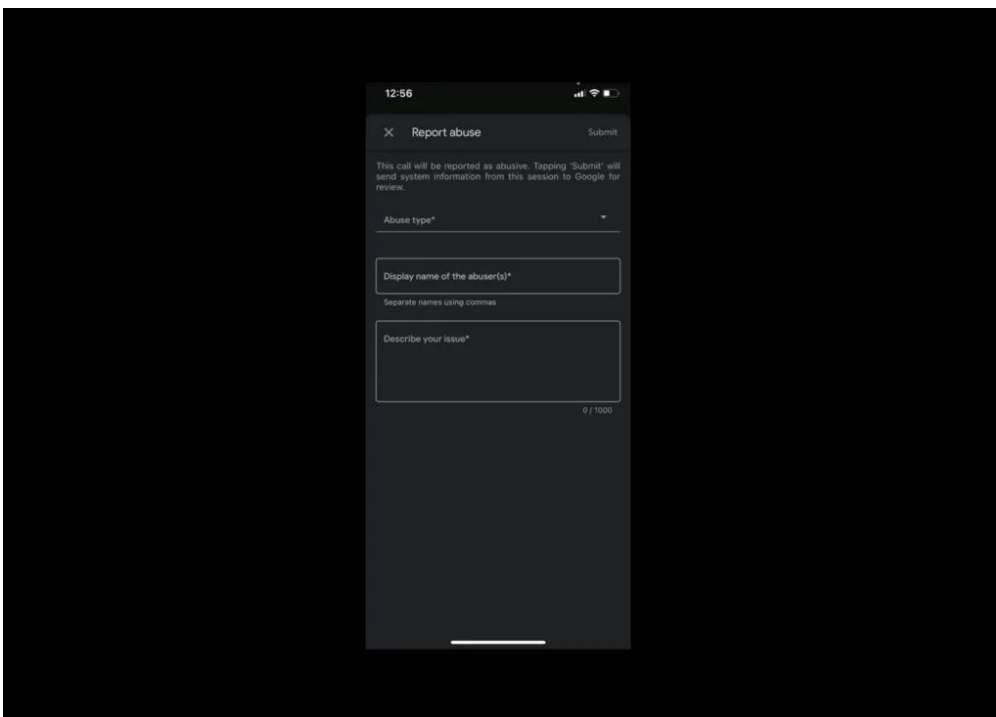 12:56
Report abuse
Submit
This call will be reported as abusive. Tapping 'Submit' will
send system information from this session to Google for
review.
Abuse type*
Display name of the abuser(s)*
Separate names using commas
Describe your issue*
0 / 1000